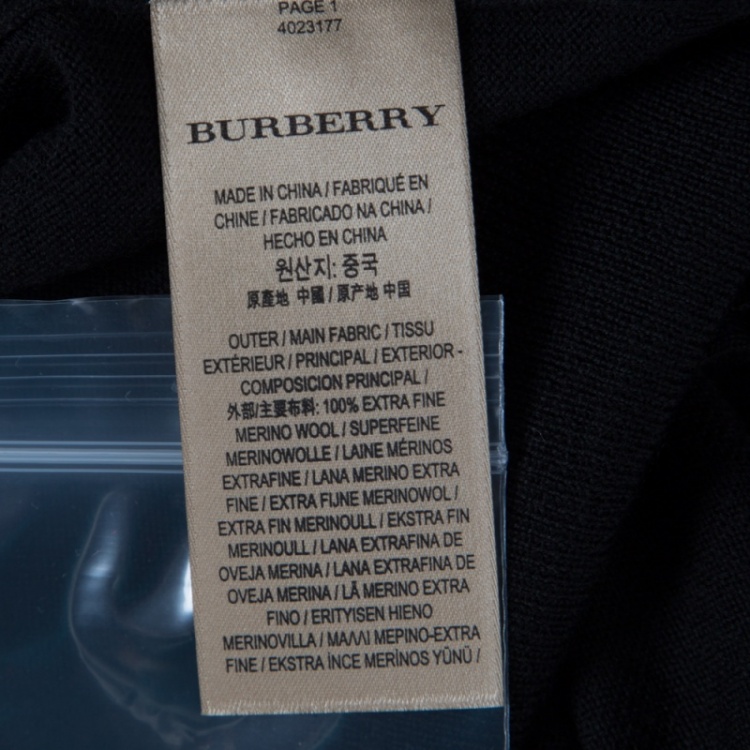 PAGE 1
4023177
BURBERRY
MADE IN CHINA / FABRIQUÉ EN
CHINE / FABRICADO NA CHINA /
HECHO EN CHINA
원산지: 중국
原產地 中國 / 原产地 中国
OUTER / MAIN FABRIC / TISSU
EXTÉRIEUR / PRINCIPAL / EXTERIOR -
COMPOSICION PRINCIPAL /
外部/主要布料: 100% EXTRA FINE
MERINO WOOL / SUPERFEINE
MERINOWOLLE / LAINE MÉRINOS
EXTRAFINE / LANA MERINO EXTRA
FINE / EXTRA FIJNE MERINOWOL /
EXTRA FIN MERINOULL / EKSTRA FIN
MERINOULL / LANA EXTRAFINA DE
OVEJA MERINA / LANA EXTRAFINA DE
OVEJA MERINA / LÃ MERINO EXTRA
FINO / ERITYISEN HIENO
MERINOVILLA / ΜΑΛΛΙ ΜΕΡΙΝΟ-EXTRA
FINE / EKSTRA İNCE MERİNOS YÜNÜ /